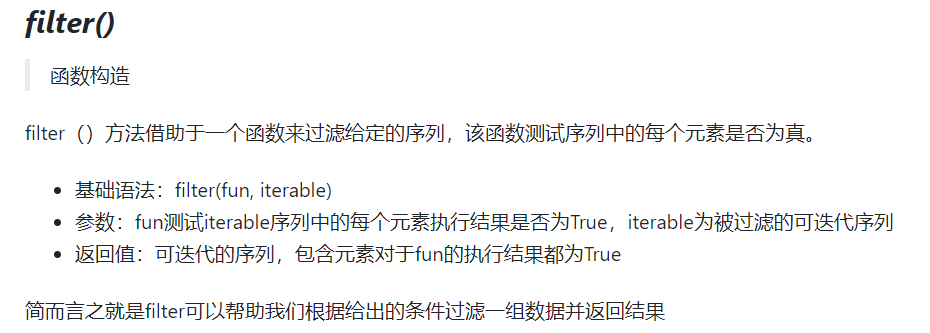 filter()
函数构造
filter（）方法借助于一个函数来过滤给定的序列，该函数测试序列中的每个元素是否为真。
• 基础语法：filter(fun, iterable)
• 参数：fun测试iterable序列中的每个元素执行结果是否为True，iterable为被过滤的可迭代序列
• 返回值：可迭代的序列，包含元素对于fun的执行结果都为True
简而言之就是filter可以帮助我们根据给出的条件过滤一组数据并返回结果